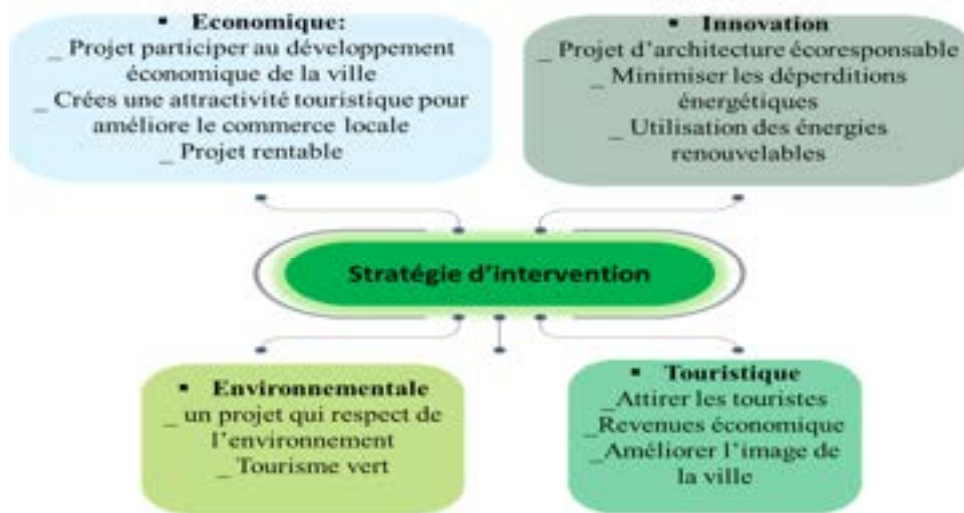 ▪ Economique:
_ Projet participer au développement
économique de la ville
_ Crées une attractivité touristique pour
améliore le commerce locale
_ Projet rentable
▪ Innovation
_ Projet d'architecture écoresponsable
_ Minimiser les déperditions
énergétiques
_ Utilisation des énergies
renouvelables
Stratégie d'intervention
▪ Environnementale
_ un projet qui respect de
l'environnement
_ Tourisme vert
▪ Touristique
_Attirer les touristes
_Revenues économique
_Améliorer l'image de
la ville